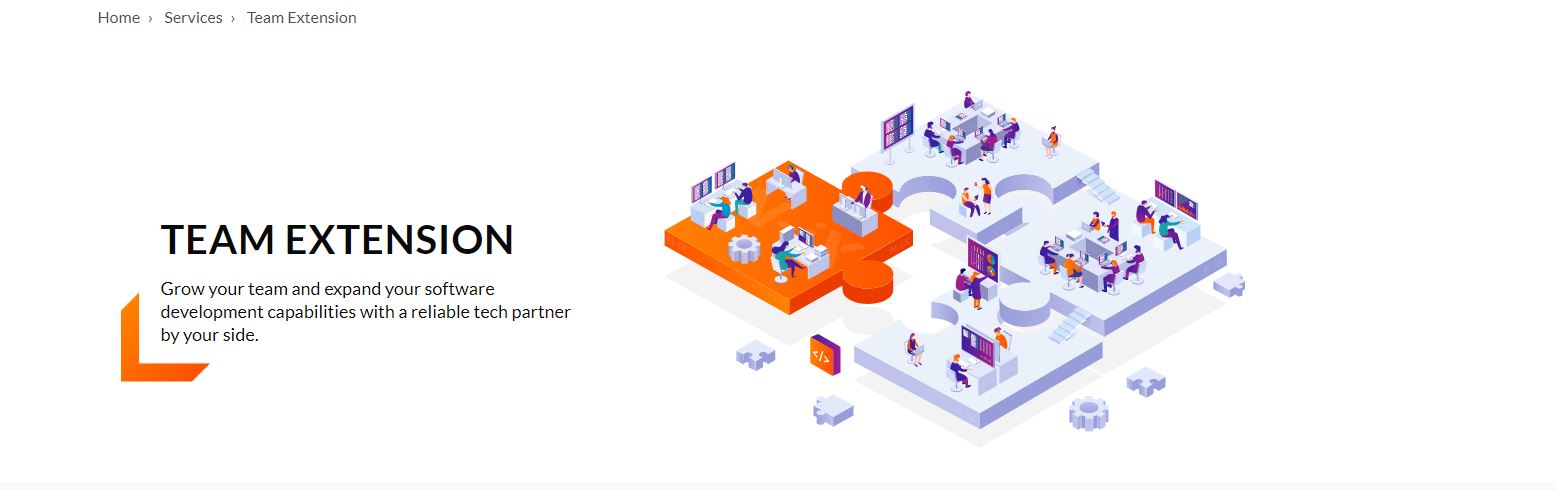 Home › Services › Team Extension
TEAM EXTENSION
Grow your team and expand your software
development capabilities with a reliable tech partner
by your side.
</>